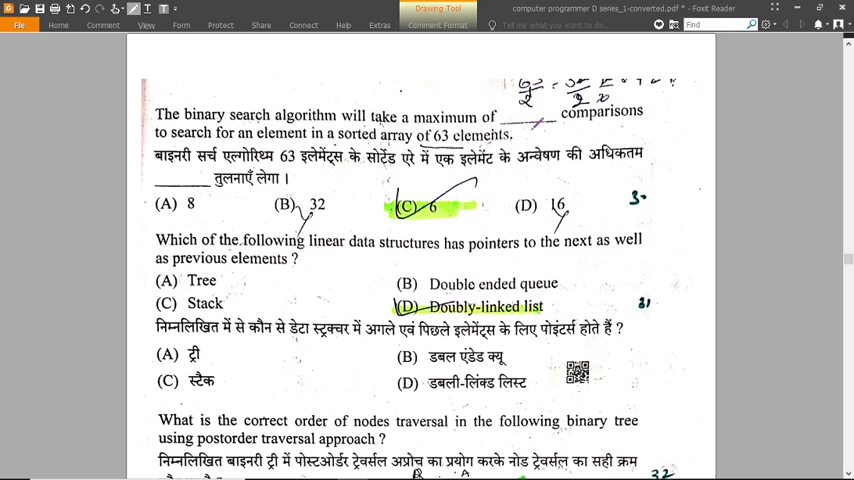 Drawing Tool
computer programmer D series_1-converted.pdf * - Foxit Reader
File Home Comment View Form Protect Share Connect Help Extras Comment Format Tell me what you want to do... Find
The binary search algorithm will take a maximum of ______ comparisons
to search for an element in a sorted array of 63 elements.
बाइनरी सर्च एल्गोरिथ्म 63 इलेमेंट्स के सोर्टेड एरे में एक इलेमेंट के अन्वेषण की अधिकतम
______ तुलनाएँ लेगा ।
(A) 8 (B) 32 (C) 6 (D) 16
Which of the following linear data structures has pointers to the next as well
as previous elements ?
(A) Tree (B) Double ended queue
(C) Stack (D) Doubly-linked list
31
निम्नलिखित में से कौन से डेटा स्ट्रक्चर में अगले एवं पिछले इलेमेंट्स के लिए पोइंटर्स होते हैं ?
(A) ट्री (B) डबल एंडेड क्यू
(C) स्टैक (D) डबली-लिंक्ड लिस्ट
What is the correct order of nodes traversal in the following binary tree
using postorder traversal approach ?
निम्नलिखित बाइनरी ट्री में पोस्टऑर्डर ट्रेवर्सल अप्रोच का प्रयोग करके नोड ट्रेवर्सल का सही क्रम
32